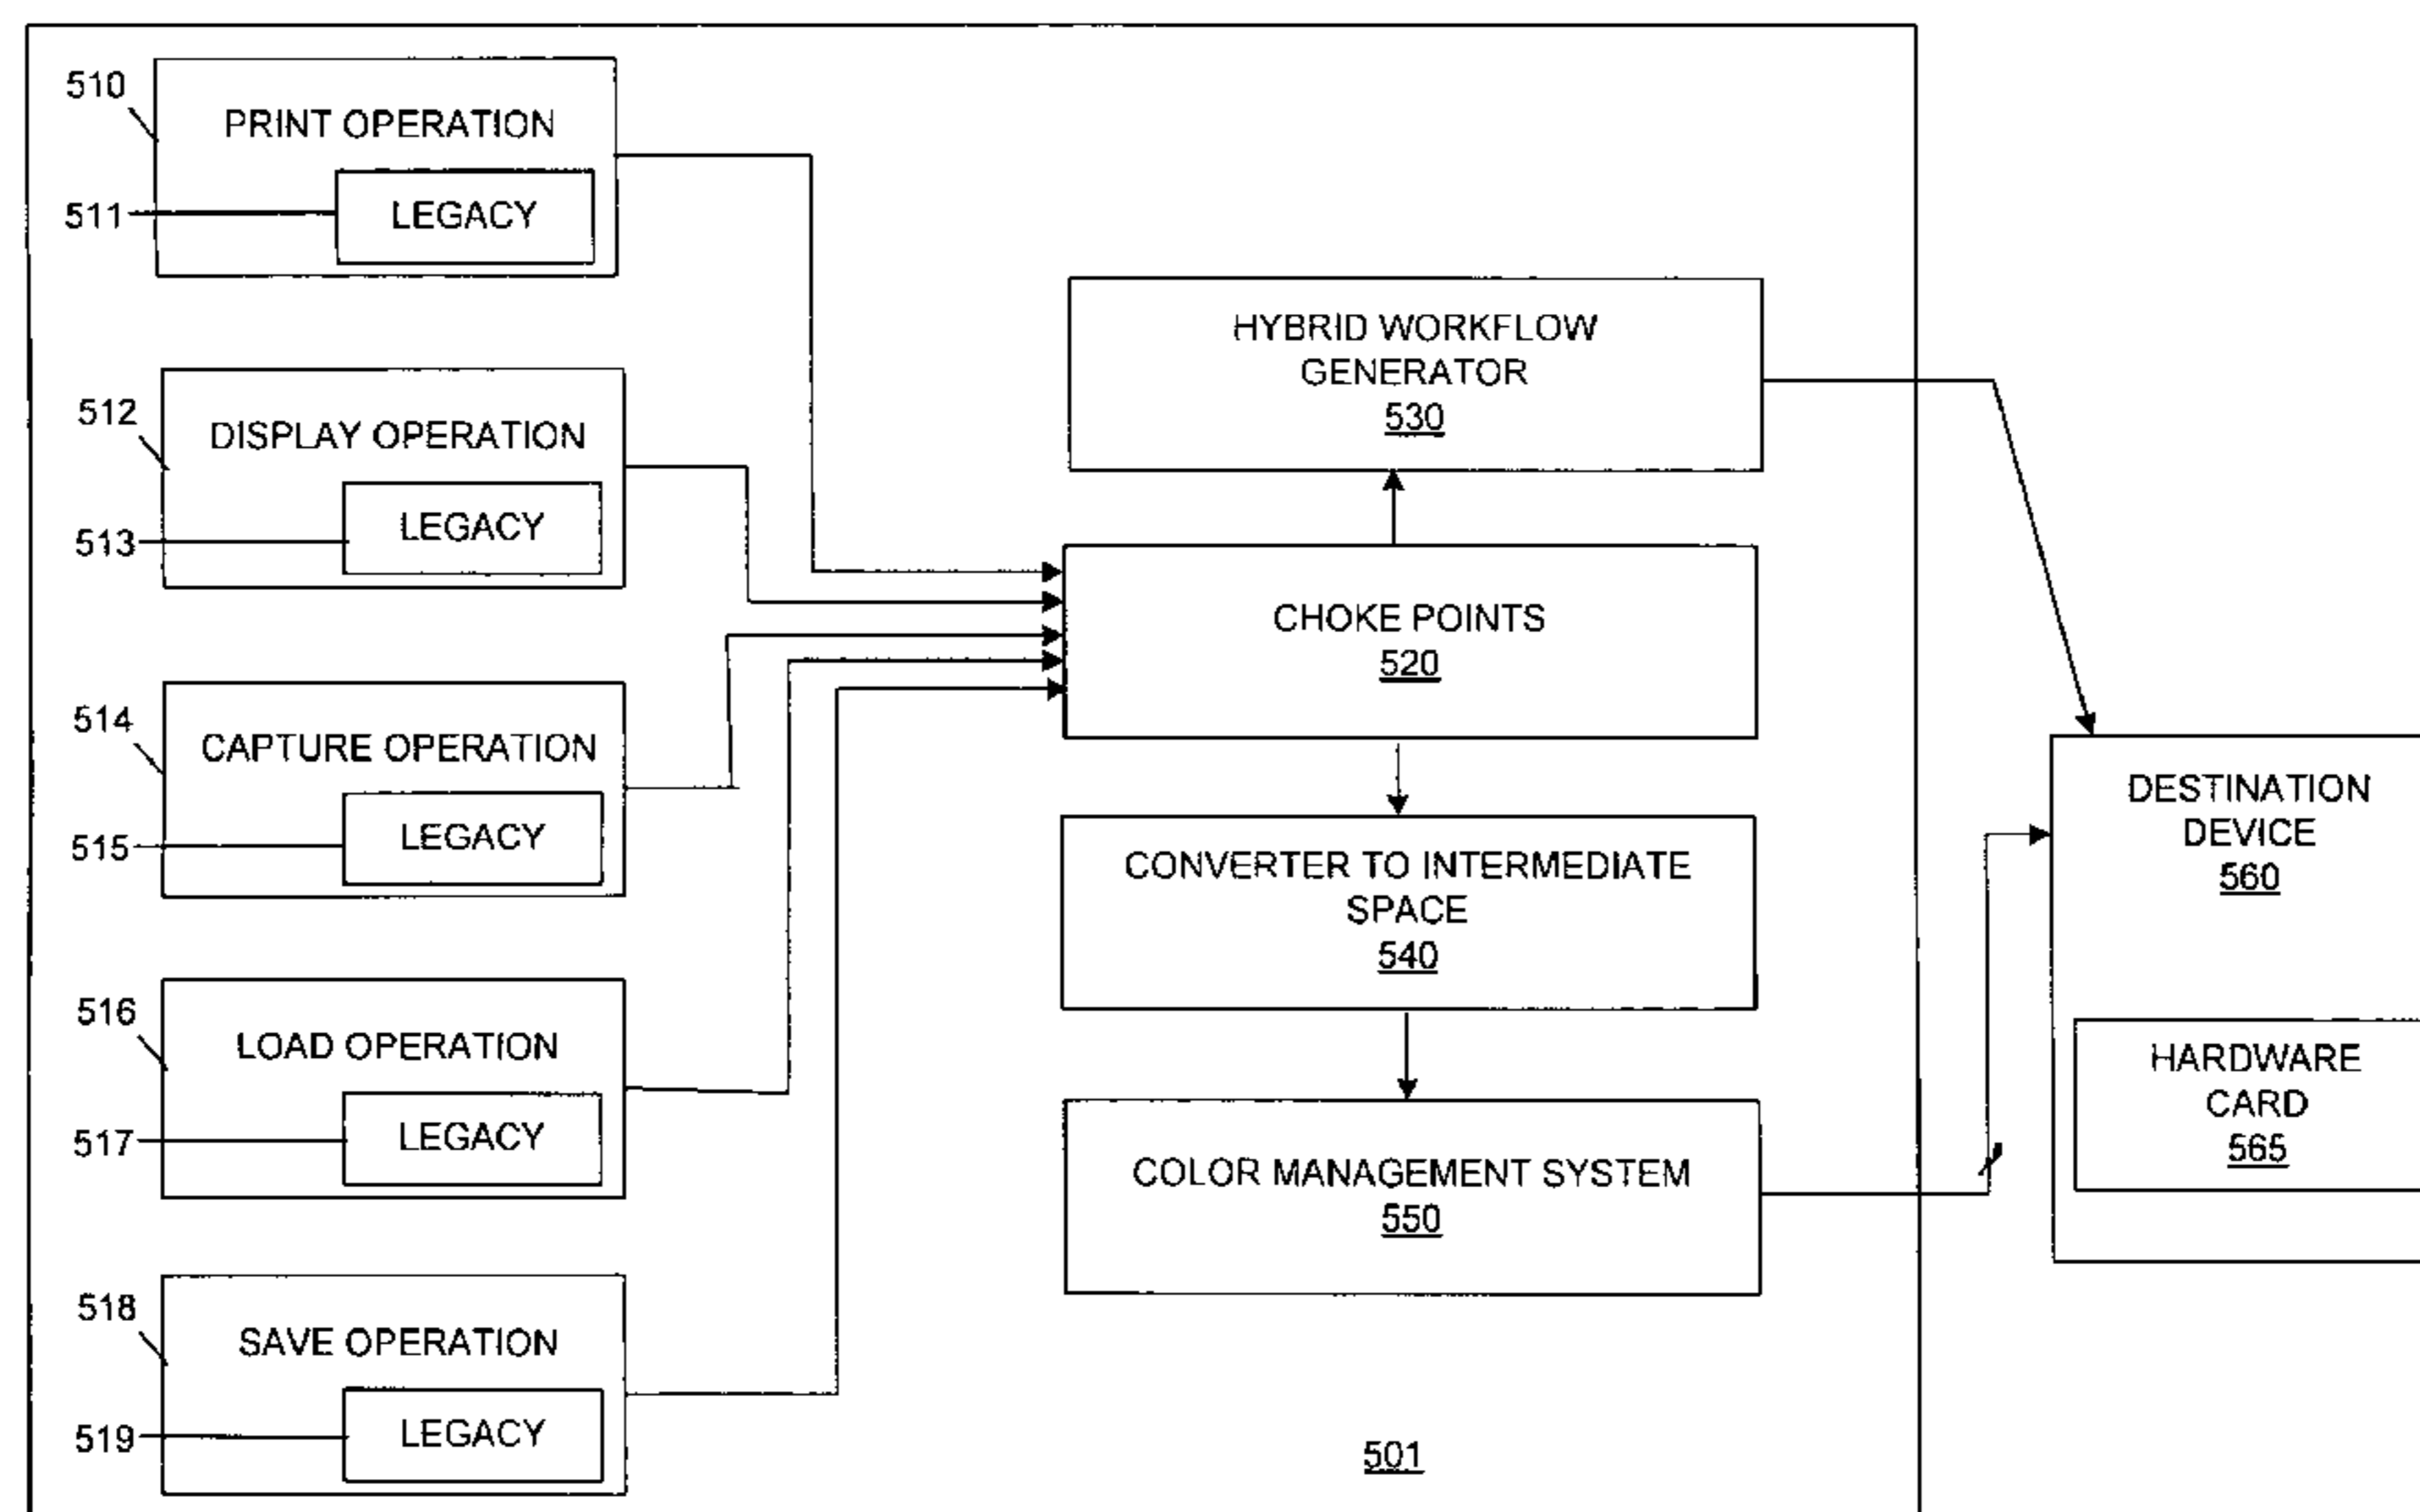 510
PRINT OPERATION
511
LEGACY
512
DISPLAY OPERATION
513
LEGACY
514
CAPTURE OPERATION
515
LEGACY
516
LOAD OPERATION
517
LEGACY
518
SAVE OPERATION
519
LEGACY
HYBRID WORKFLOW
GENERATOR
530
CHOKE POINTS
520
CONVERTER TO INTERMEDIATE
SPACE
540
COLOR MANAGEMENT SYSTEM
550
501
DESTINATION
DEVICE
560
HARDWARE
CARD
565